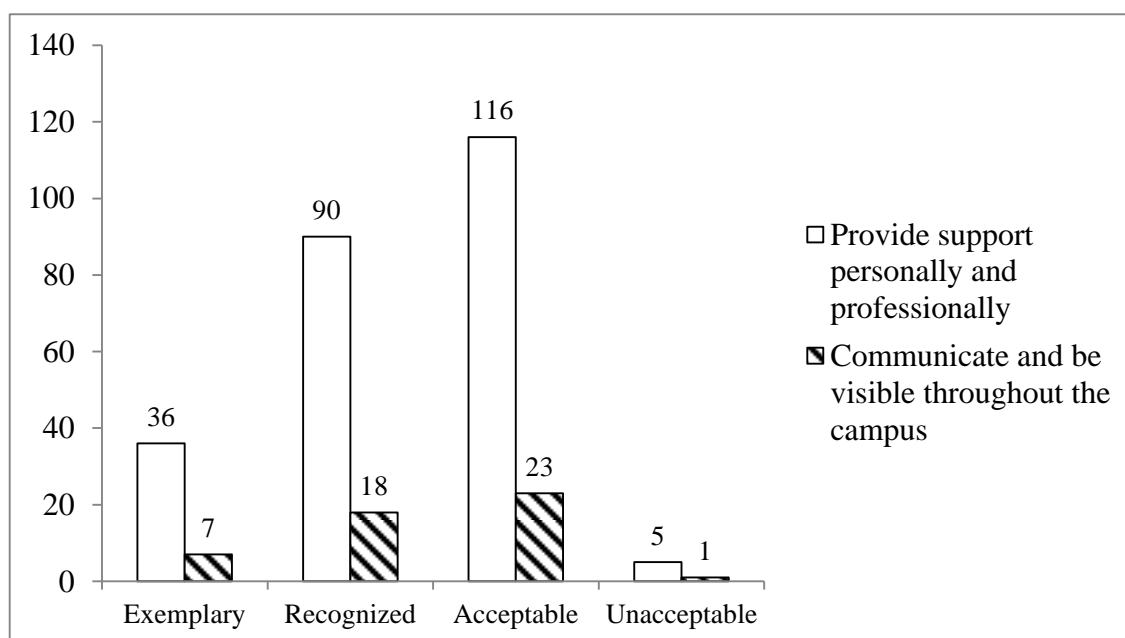 140
120
100
80
60
40
20
0
36
7
90
18
116
23
5
1
Exemplary
Recognized
Acceptable
Unacceptable
Provide support
personally and
professionally
Communicate and be
visible throughout the
campus